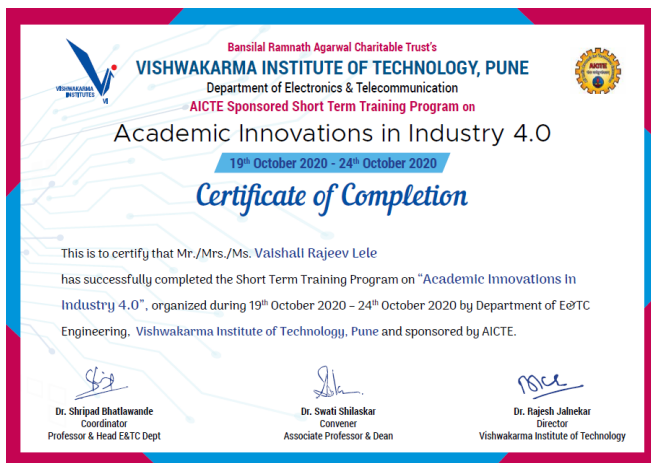 Bansilal Ramnath Agarwal Charitable Trust's
VISHWAKARMA INSTITUTE OF TECHNOLOGY, PUNE
Department of Electronics & Telecommunication
AICTE Sponsored Short Term Training Program on
VISHWAKARMA
INSTITUTES
VI
AICTE
Academic Innovations in Industry 4.0
19th October 2020 - 24th October 2020
Certificate of Completion
This is to certify that Mr./Mrs./Ms. Vaishali Rajeev Lele
has successfully completed the Short Term Training Program on “Academic Innovations In
Industry 4.0”, organized during 19th October 2020 – 24th October 2020 by Department of E&TC
Engineering, Vishwakarma Institute of Technology, Pune and sponsored by AICTE.
Dr. Shripad Bhatlawande
Coordinator
Professor & Head E&TC Dept
Dr. Swati Shilaskar
Convener
Associate Professor & Dean
Dr. Rajesh Jalnekar
Director
Vishwakarma Institute of Technology